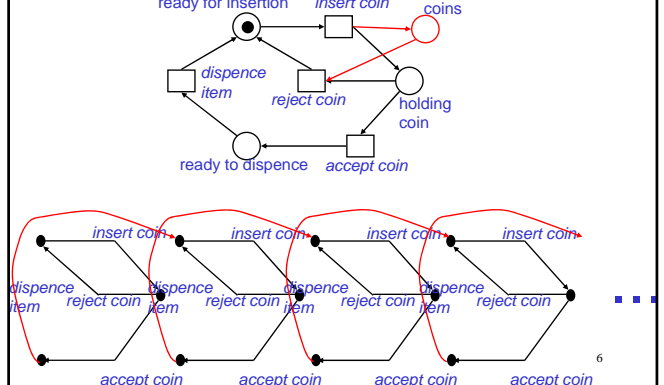 ready for insertion
insert coin
coins
dispence
item
reject coin
holding
coin
ready to dispence
accept coin
insert coin
insert coin
insert coin
insert coin
dispence
item
reject coin
dispence
item
reject coin
dispence
item
reject coin
dispence
item
reject coin
6
accept coin
accept coin
accept coin
accept coin